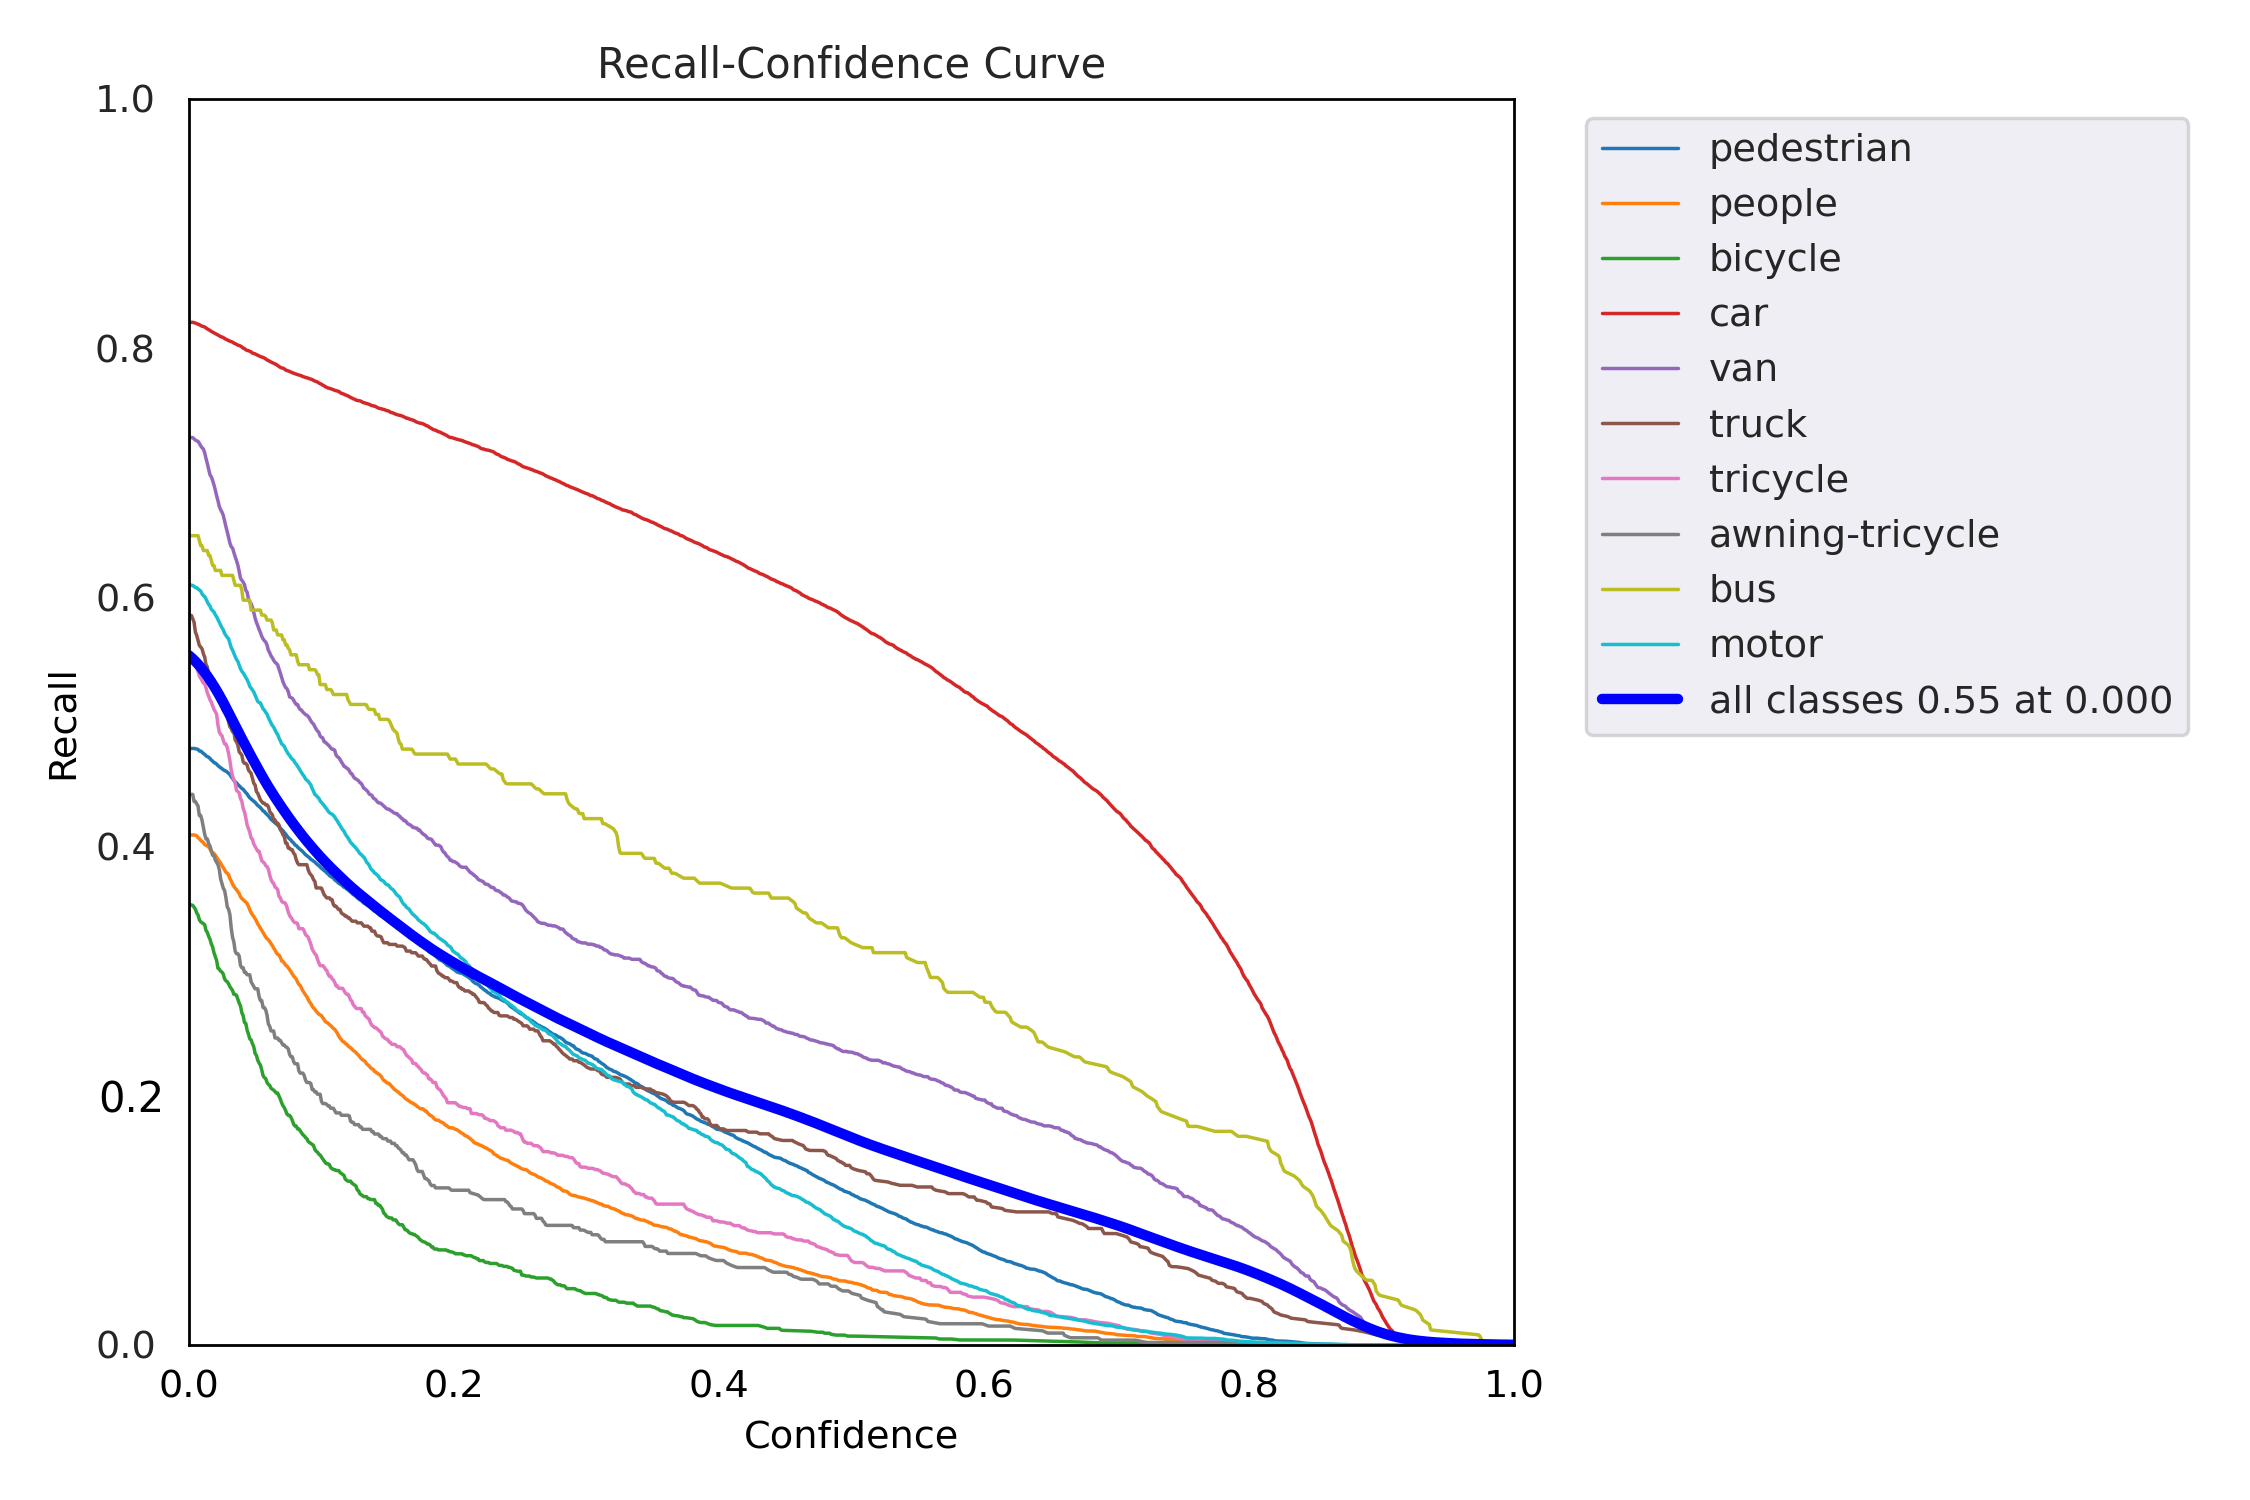 Recall-Confidence Curve
1.0
0.8
0.6
0.4
0.2
0.0
Recall
0.0 0.2 0.4 0.6 0.8 1.0
Confidence
pedestrian
people
bicycle
car
van
truck
tricycle
awning-tricycle
bus
motor
all classes 0.55 at 0.000